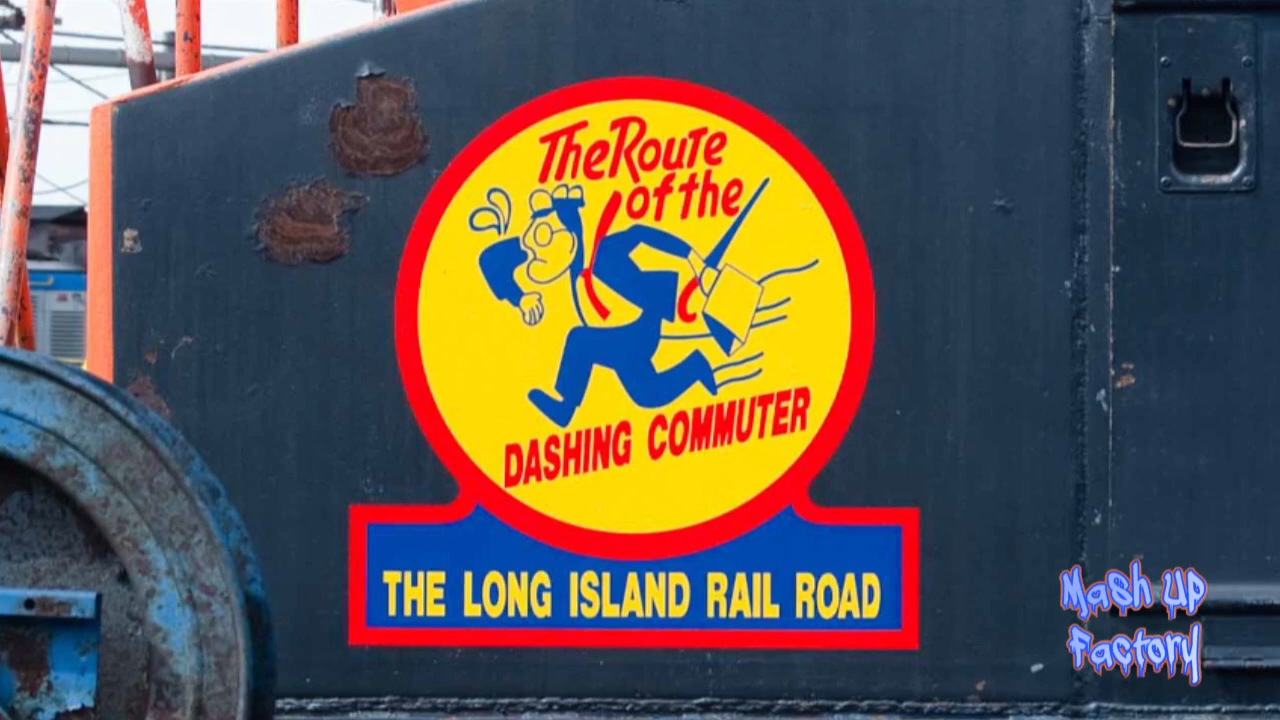 The Route
of the
DASHING COMMUTER
THE LONG ISLAND RAIL ROAD
Mash Up
Factory